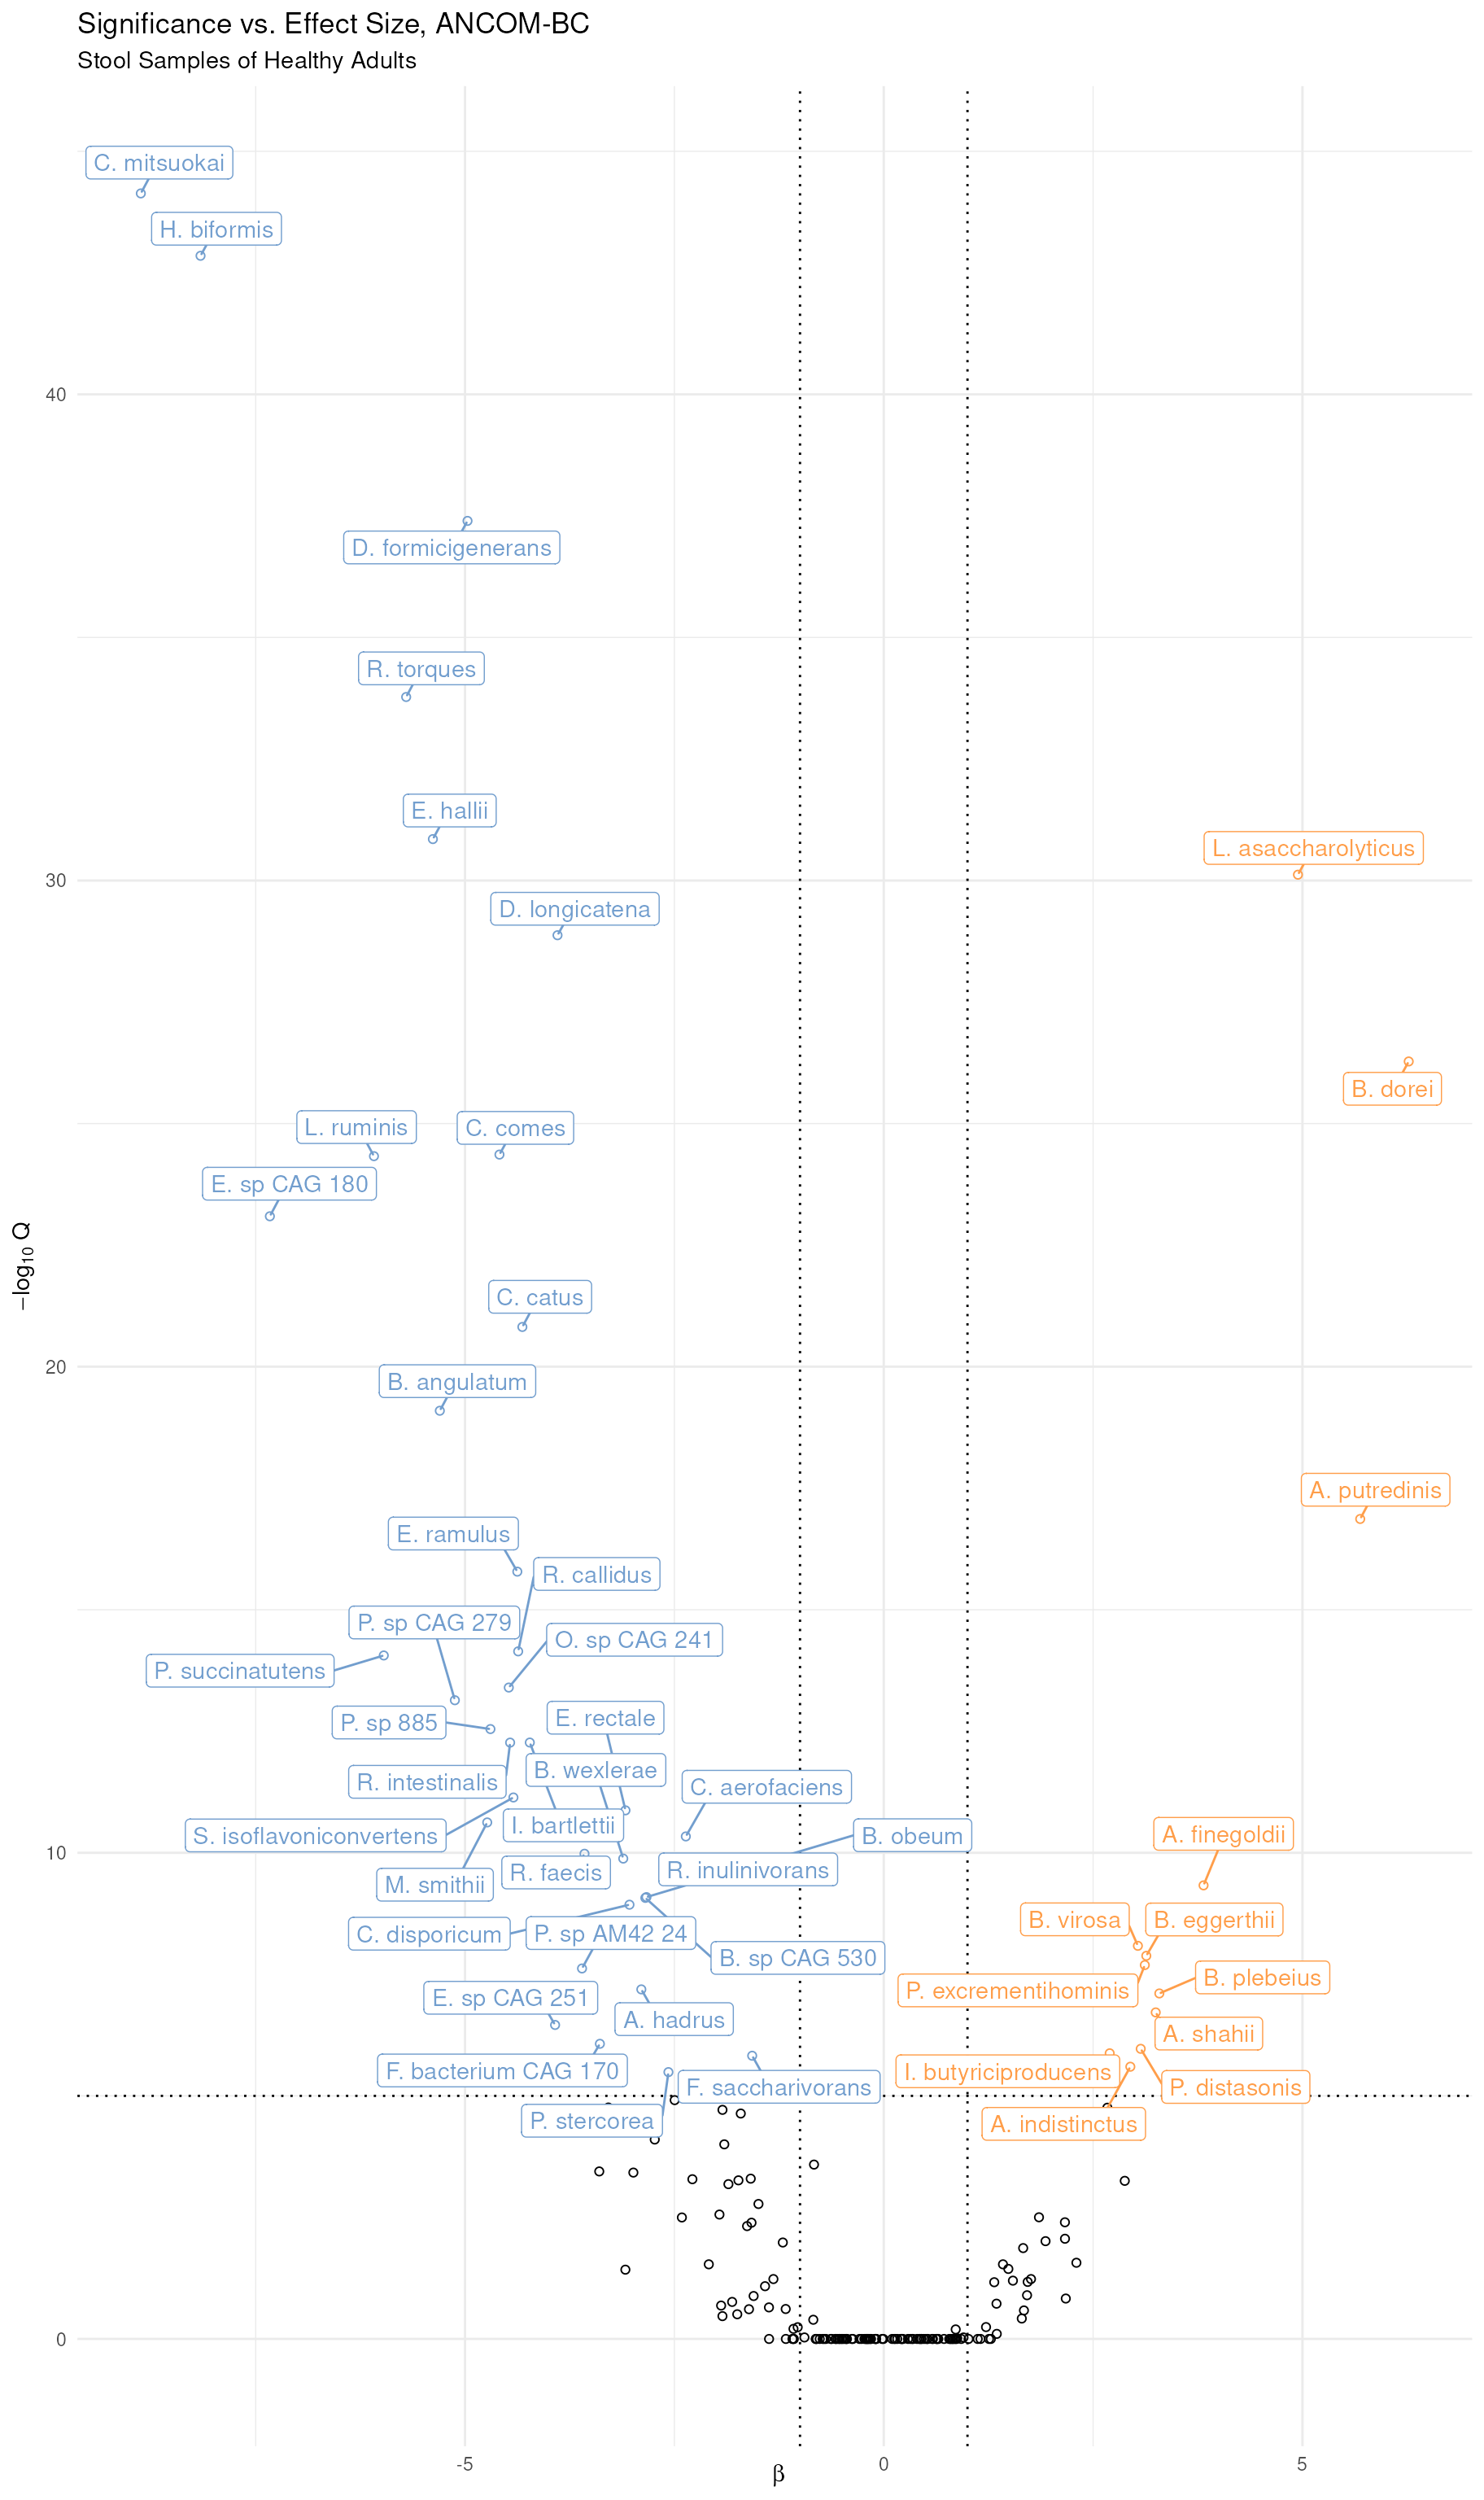 Significance vs. Effect Size, ANCOM-BC
Stool Samples of Healthy Adults
C. mitsuokai
H. biformis
40
D. formicigenerans
R. torques
E. hallii
L. asaccharolyticus
30
D. longicatena
B. dorei
L. ruminis
C. comes
E. sp CAG 180
−log10 Q
C. catus
20
B. angulatum
A. putredinis
E. ramulus
R. callidus
P. sp CAG 279
O. sp CAG 241
P. succinatutens
E. rectale
P. sp 885
B. wexlerae
R. intestinalis
C. aerofaciens
I. bartlettii
A. finegoldii
S. isoflavoniconvertens
B. obeum
10
R. faecis
R. inulinivorans
M. smithii
B. virosa
B. eggerthii
C. disporicum
P. sp AM42 24
B. sp CAG 530
B. plebeius
P. excrementihominis
E. sp CAG 251
A. hadrus
A. shahii
F. bacterium CAG 170
I. butyriciproducens
F. saccharivorans
P. distasonis
P. stercorea
A. indistinctus
0
-5
0
5
β